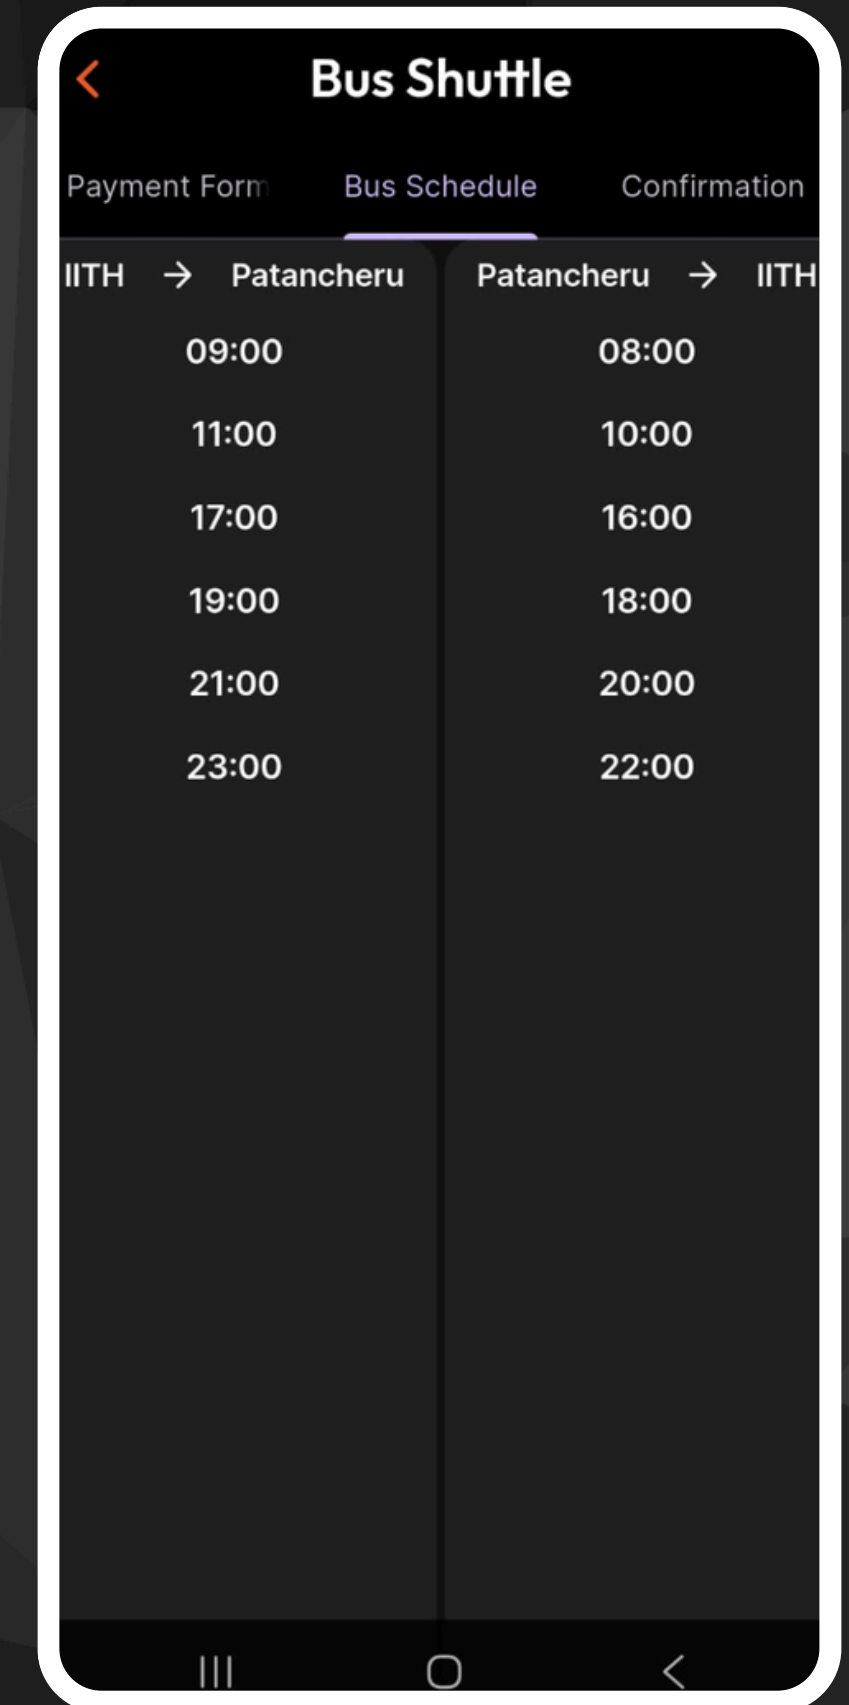 Bus Shuttle
Payment Form Bus Schedule Confirmation
IITH → Patancheru Patancheru → IITH
09:00 08:00
11:00 10:00
17:00 16:00
19:00 18:00
21:00 20:00
23:00 22:00